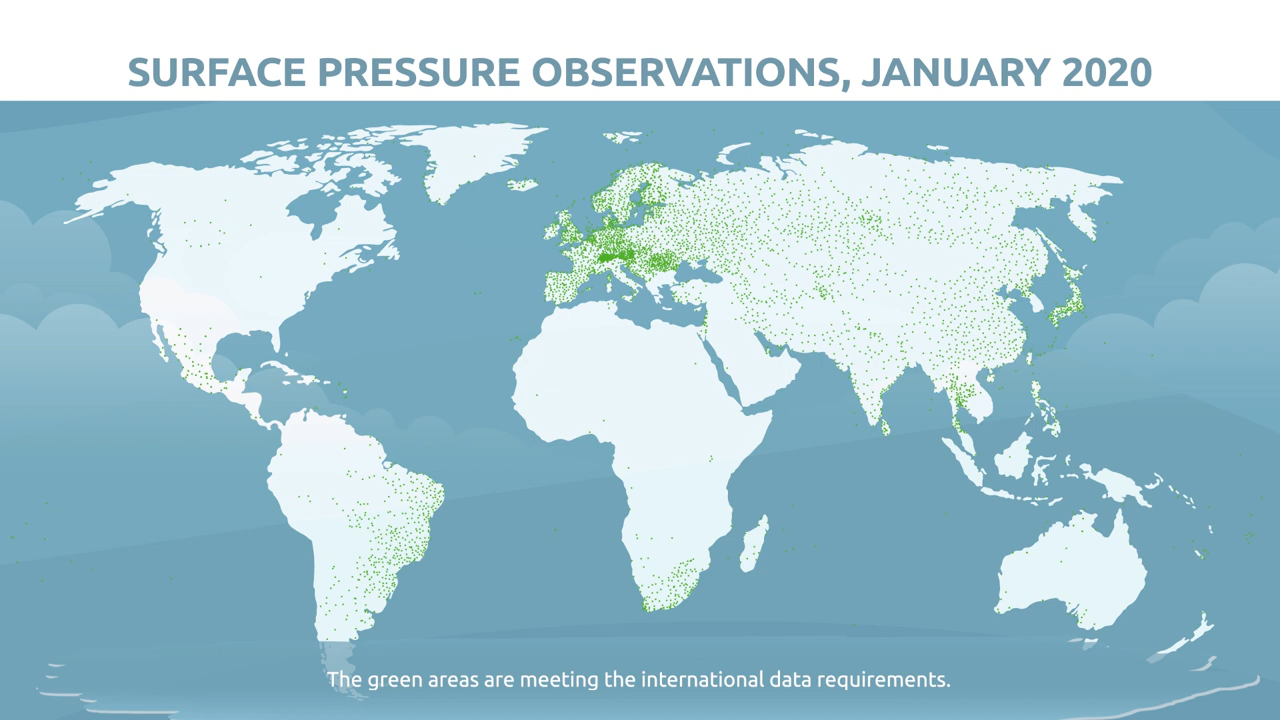 SURFACE PRESSURE OBSERVATIONS, JANUARY 2020
The green areas are meeting the international data requirements.